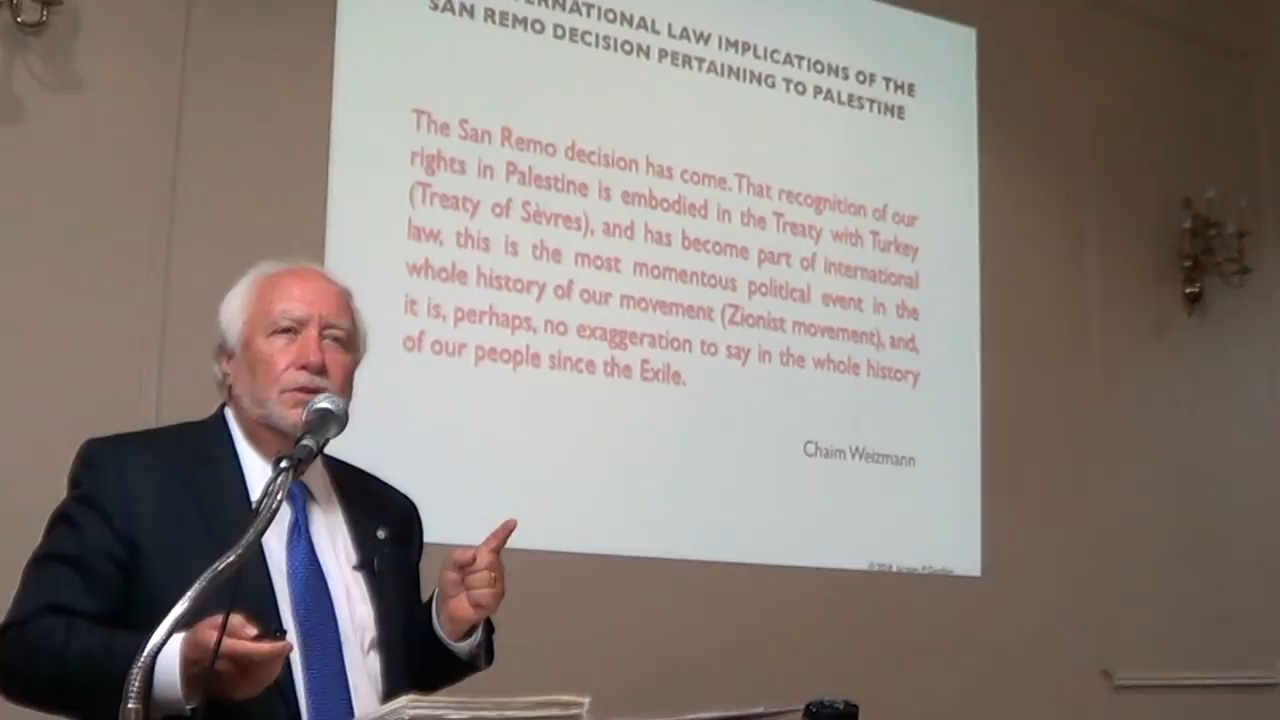 INTERNATIONAL LAW IMPLICATIONS OF THE
SAN REMO DECISION PERTAINING TO PALESTINE
The San Remo decision has come. That recognition of our
rights in Palestine is embodied in the Treaty with Turkey
(Treaty of Sèvres), and has become part of international
law, this is the most momentous political event in the
whole history of our movement (Zionist movement), and,
it is, perhaps, no exaggeration to say in the whole history
of our people since the Exile.
Chaim Weizmann